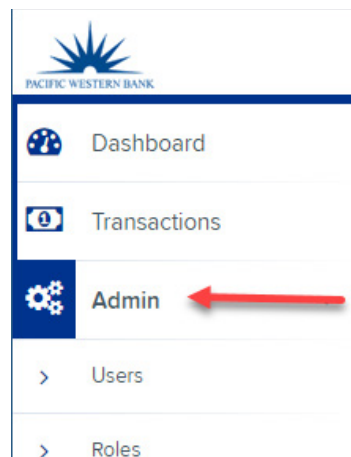 PACIFIC WESTERN BANK
Dashboard
Transactions
Admin
Users
Roles